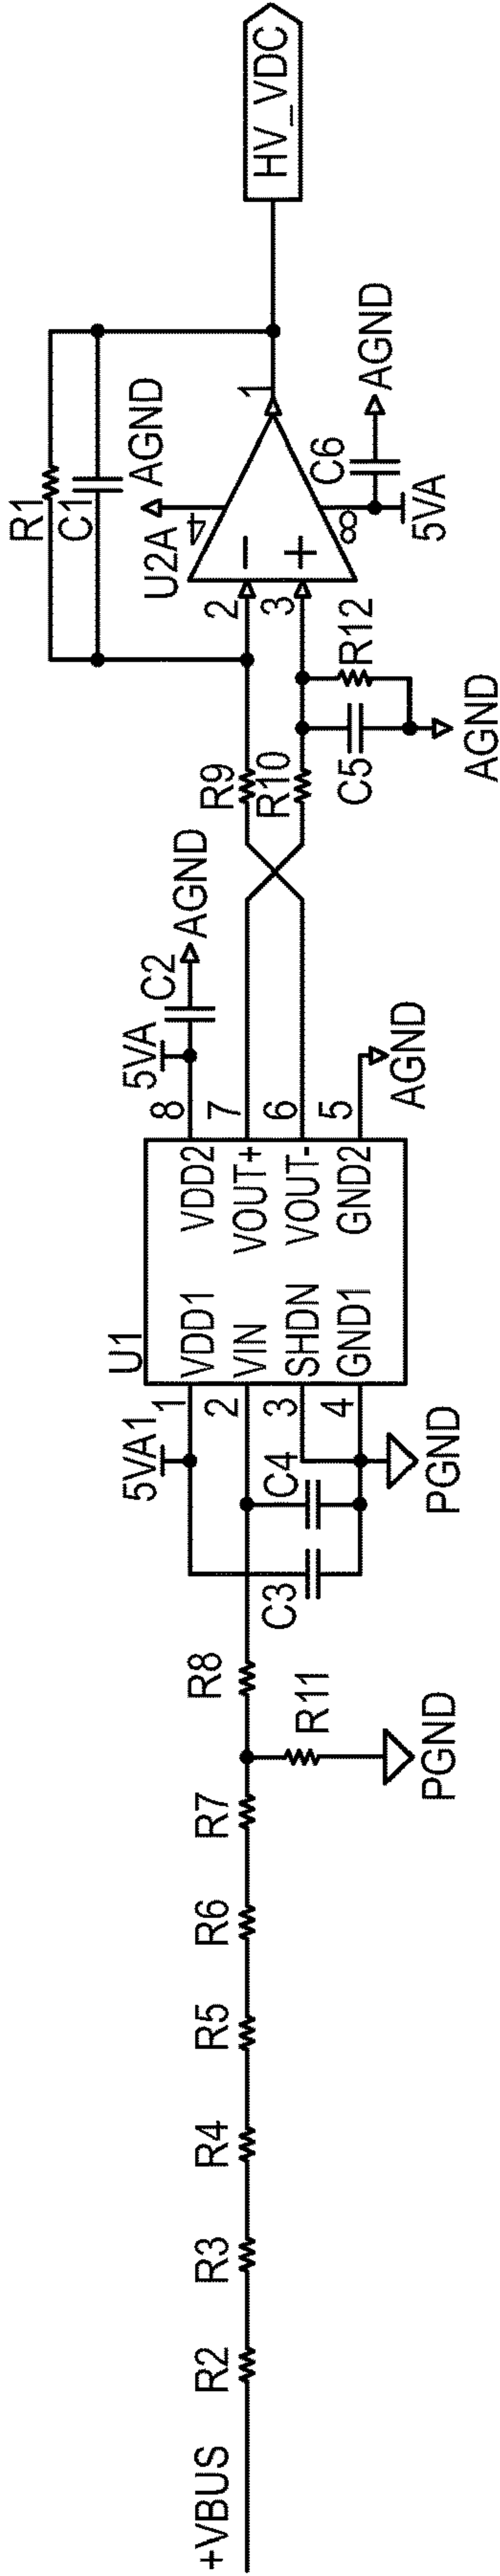 +VBUS
R2
R3
R4
R5
R6
R7
R11
PGND
R8
C3
C4
PGND
5VA1
U1
1
2
3
4
VDD1
VIN
SHDN
GND1
VDD2
VOUT+
VOUT-
GND2
8
7
6
5
5VA
C2
AGND
AGND
R9
R10
C5
R12
AGND
R1
C1
AGND
U2A
4
2
3
−
+
8
1
C6
5VA
AGND
HV_VDC